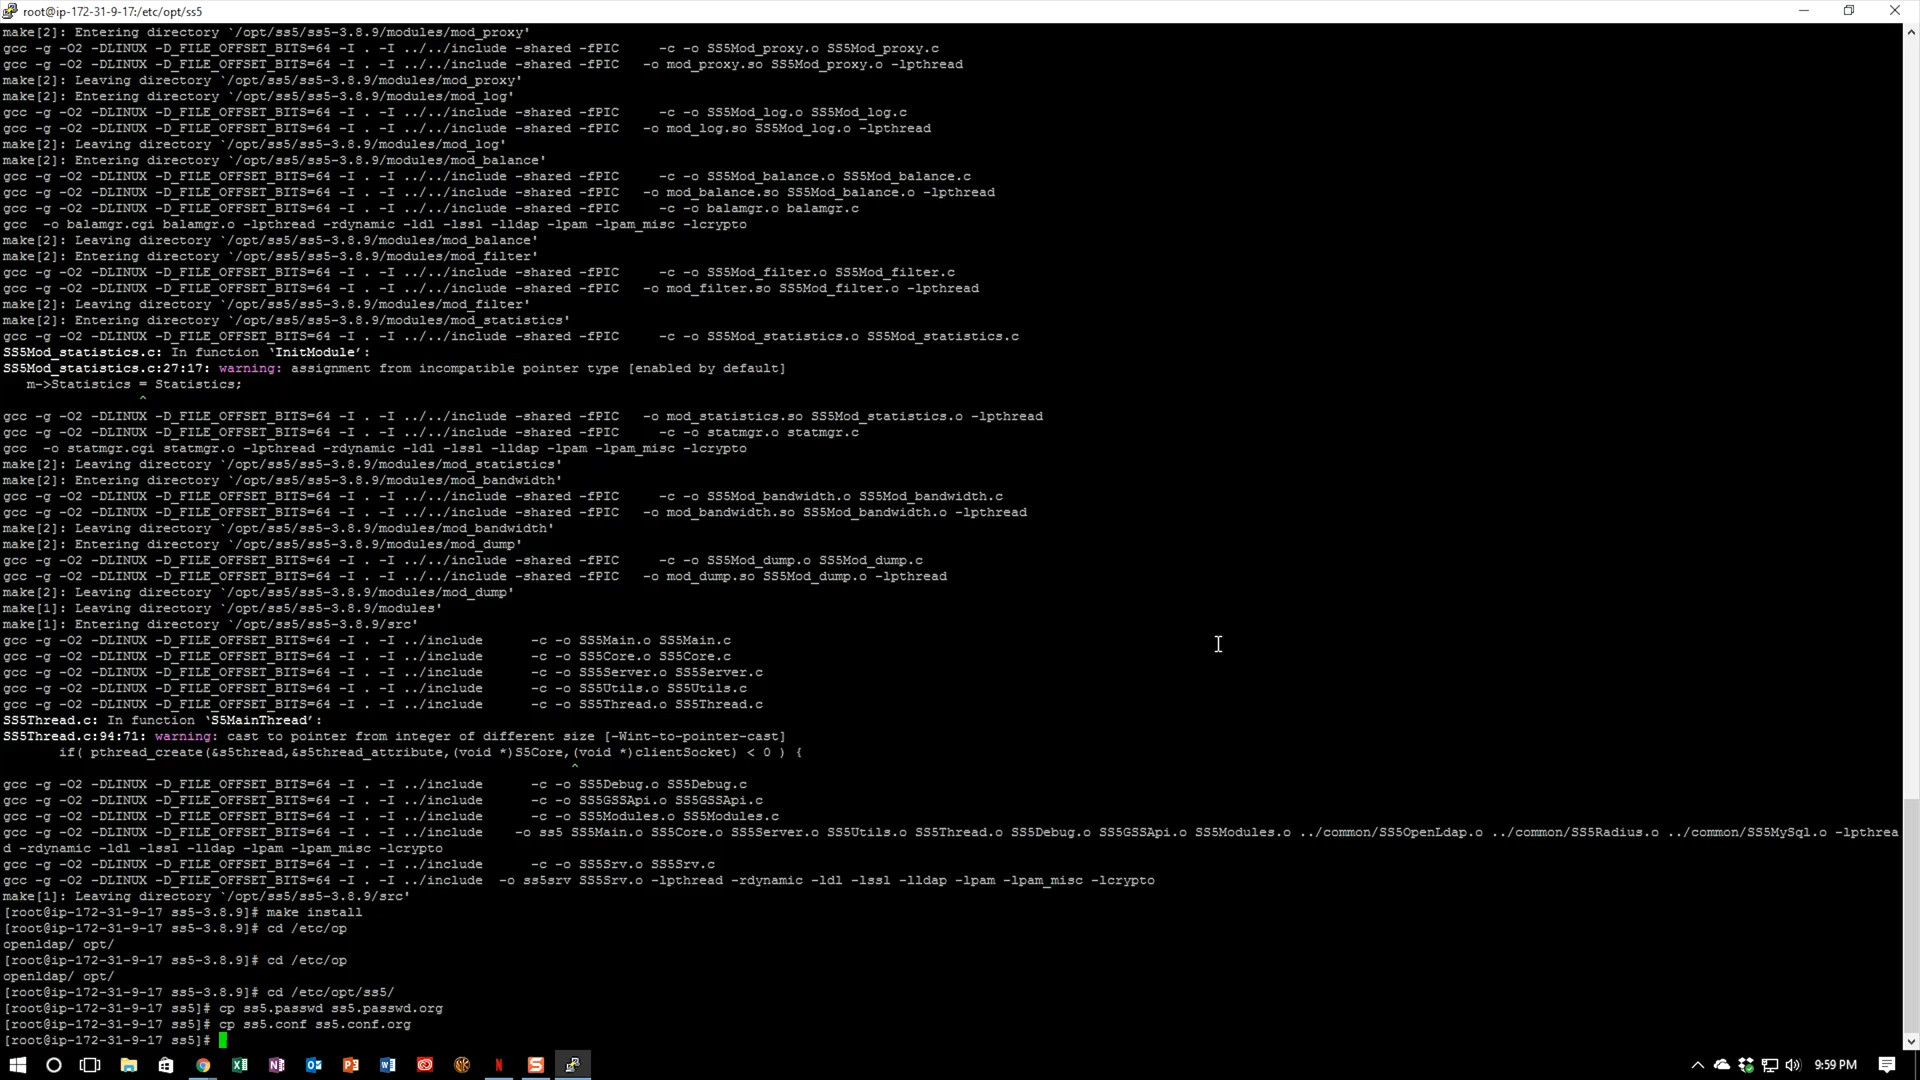 root@ip-172-31-9-17:/etc/opt/ss5
make[2]: Entering directory `/opt/ss5/ss5-3.8.9/modules/mod_proxy'
gcc -g -O2 -DLINUX -D_FILE_OFFSET_BITS=64 -I . -I ../../include -shared -fPIC     -c -o SS5Mod_proxy.o SS5Mod_proxy.c
gcc -g -O2 -DLINUX -D_FILE_OFFSET_BITS=64 -I . -I ../../include -shared -fPIC   -o mod_proxy.so SS5Mod_proxy.o -lpthread
make[2]: Leaving directory `/opt/ss5/ss5-3.8.9/modules/mod_proxy'
make[2]: Entering directory `/opt/ss5/ss5-3.8.9/modules/mod_log'
gcc -g -O2 -DLINUX -D_FILE_OFFSET_BITS=64 -I . -I ../../include -shared -fPIC     -c -o SS5Mod_log.o SS5Mod_log.c
gcc -g -O2 -DLINUX -D_FILE_OFFSET_BITS=64 -I . -I ../../include -shared -fPIC   -o mod_log.so SS5Mod_log.o -lpthread
make[2]: Leaving directory `/opt/ss5/ss5-3.8.9/modules/mod_log'
make[2]: Entering directory `/opt/ss5/ss5-3.8.9/modules/mod_balance'
gcc -g -O2 -DLINUX -D_FILE_OFFSET_BITS=64 -I . -I ../../include -shared -fPIC     -c -o SS5Mod_balance.o SS5Mod_balance.c
gcc -g -O2 -DLINUX -D_FILE_OFFSET_BITS=64 -I . -I ../../include -shared -fPIC   -o mod_balance.so SS5Mod_balance.o -lpthread
gcc -g -O2 -DLINUX -D_FILE_OFFSET_BITS=64 -I . -I ../../include -shared -fPIC     -c -o balamgr.o balamgr.c
gcc  -o balamgr.cgi balamgr.o -lpthread -rdynamic -ldl -lssl -lldap -lpam -lpam_misc -lcrypto
make[2]: Leaving directory `/opt/ss5/ss5-3.8.9/modules/mod_balance'
make[2]: Entering directory `/opt/ss5/ss5-3.8.9/modules/mod_filter'
gcc -g -O2 -DLINUX -D_FILE_OFFSET_BITS=64 -I . -I ../../include -shared -fPIC     -c -o SS5Mod_filter.o SS5Mod_filter.c
gcc -g -O2 -DLINUX -D_FILE_OFFSET_BITS=64 -I . -I ../../include -shared -fPIC   -o mod_filter.so SS5Mod_filter.o -lpthread
make[2]: Leaving directory `/opt/ss5/ss5-3.8.9/modules/mod_filter'
make[2]: Entering directory `/opt/ss5/ss5-3.8.9/modules/mod_statistics'
gcc -g -O2 -DLINUX -D_FILE_OFFSET_BITS=64 -I . -I ../../include -shared -fPIC     -c -o SS5Mod_statistics.o SS5Mod_statistics.c
SS5Mod_statistics.c: In function ‘InitModule’:
SS5Mod_statistics.c:27:17: warning: assignment from incompatible pointer type [enabled by default]
   m->Statistics = Statistics;
                 ^
gcc -g -O2 -DLINUX -D_FILE_OFFSET_BITS=64 -I . -I ../../include -shared -fPIC   -o mod_statistics.so SS5Mod_statistics.o -lpthread
gcc -g -O2 -DLINUX -D_FILE_OFFSET_BITS=64 -I . -I ../../include -shared -fPIC     -c -o statmgr.o statmgr.c
gcc  -o statmgr.cgi statmgr.o -lpthread -rdynamic -ldl -lssl -lldap -lpam -lpam_misc -lcrypto
make[2]: Leaving directory `/opt/ss5/ss5-3.8.9/modules/mod_statistics'
make[2]: Entering directory `/opt/ss5/ss5-3.8.9/modules/mod_bandwidth'
gcc -g -O2 -DLINUX -D_FILE_OFFSET_BITS=64 -I . -I ../../include -shared -fPIC     -c -o SS5Mod_bandwidth.o SS5Mod_bandwidth.c
gcc -g -O2 -DLINUX -D_FILE_OFFSET_BITS=64 -I . -I ../../include -shared -fPIC   -o mod_bandwidth.so SS5Mod_bandwidth.o -lpthread
make[2]: Leaving directory `/opt/ss5/ss5-3.8.9/modules/mod_bandwidth'
make[2]: Entering directory `/opt/ss5/ss5-3.8.9/modules/mod_dump'
gcc -g -O2 -DLINUX -D_FILE_OFFSET_BITS=64 -I . -I ../../include -shared -fPIC     -c -o SS5Mod_dump.o SS5Mod_dump.c
gcc -g -O2 -DLINUX -D_FILE_OFFSET_BITS=64 -I . -I ../../include -shared -fPIC   -o mod_dump.so SS5Mod_dump.o -lpthread
make[2]: Leaving directory `/opt/ss5/ss5-3.8.9/modules/mod_dump'
make[1]: Leaving directory `/opt/ss5/ss5-3.8.9/modules'
make[1]: Entering directory `/opt/ss5/ss5-3.8.9/src'
gcc -g -O2 -DLINUX -D_FILE_OFFSET_BITS=64 -I . -I ../include      -c -o SS5Main.o SS5Main.c
gcc -g -O2 -DLINUX -D_FILE_OFFSET_BITS=64 -I . -I ../include      -c -o SS5Core.o SS5Core.c
gcc -g -O2 -DLINUX -D_FILE_OFFSET_BITS=64 -I . -I ../include      -c -o SS5Server.o SS5Server.c
gcc -g -O2 -DLINUX -D_FILE_OFFSET_BITS=64 -I . -I ../include      -c -o SS5Utils.o SS5Utils.c
gcc -g -O2 -DLINUX -D_FILE_OFFSET_BITS=64 -I . -I ../include      -c -o SS5Thread.o SS5Thread.c
SS5Thread.c: In function ‘S5MainThread’:
SS5Thread.c:94:71: warning: cast to pointer from integer of different size [-Wint-to-pointer-cast]
       if( pthread_create(&s5thread,&s5thread_attribute,(void *)S5Core,(void *)clientSocket) < 0 ) {
                                                                       ^
gcc -g -O2 -DLINUX -D_FILE_OFFSET_BITS=64 -I . -I ../include      -c -o SS5Debug.o SS5Debug.c
gcc -g -O2 -DLINUX -D_FILE_OFFSET_BITS=64 -I . -I ../include      -c -o SS5GSSApi.o SS5GSSApi.c
gcc -g -O2 -DLINUX -D_FILE_OFFSET_BITS=64 -I . -I ../include      -c -o SS5Modules.o SS5Modules.c
gcc -g -O2 -DLINUX -D_FILE_OFFSET_BITS=64 -I . -I ../include    -o ss5 SS5Main.o SS5Core.o SS5Server.o SS5Utils.o SS5Thread.o SS5Debug.o SS5GSSApi.o SS5Modules.o ../common/SS5OpenLdap.o ../common/SS5Radius.o ../common/SS5MySql.o -lpthrea
d -rdynamic -ldl -lssl -lldap -lpam -lpam_misc -lcrypto
gcc -g -O2 -DLINUX -D_FILE_OFFSET_BITS=64 -I . -I ../include      -c -o SS5Srv.o SS5Srv.c
gcc -g -O2 -DLINUX -D_FILE_OFFSET_BITS=64 -I . -I ../include  -o ss5srv SS5Srv.o -lpthread -rdynamic -ldl -lssl -lldap -lpam -lpam_misc -lcrypto
make[1]: Leaving directory `/opt/ss5/ss5-3.8.9/src'
[root@ip-172-31-9-17 ss5-3.8.9]# make install
[root@ip-172-31-9-17 ss5-3.8.9]# cd /etc/op
openldap/ opt/
[root@ip-172-31-9-17 ss5-3.8.9]# cd /etc/op
openldap/ opt/
[root@ip-172-31-9-17 ss5-3.8.9]# cd /etc/opt/ss5/
[root@ip-172-31-9-17 ss5]# cp ss5.passwd ss5.passwd.org
[root@ip-172-31-9-17 ss5]# cp ss5.conf ss5.conf.org
[root@ip-172-31-9-17 ss5]#
9:59 PM